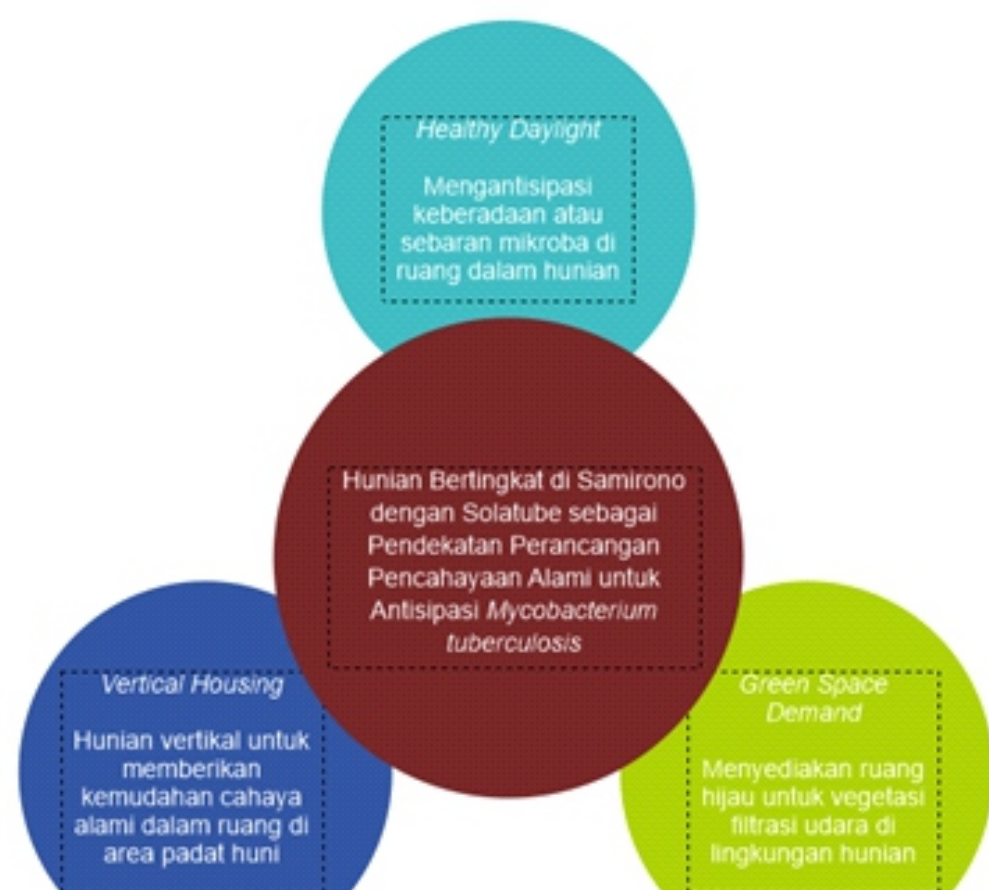 Healthy Daylight
Mengantisipasi
keberadaan atau
sebaran mikroba di
ruang dalam hunian
Hunian Bertingkat di Samirono
dengan Solatube sebagai
Pendekatan Perancangan
Pencahayaan Alami untuk
Antisipasi Mycobacterium
tuberculosis
Vertical Housing
Hunian vertikal untuk
memberikan
kemudahan cahaya
alami dalam ruang di
area padat huni
Green Space
Demand
Menyediakan ruang
hijau untuk vegetasi
filtrasi udara di
lingkungan hunian